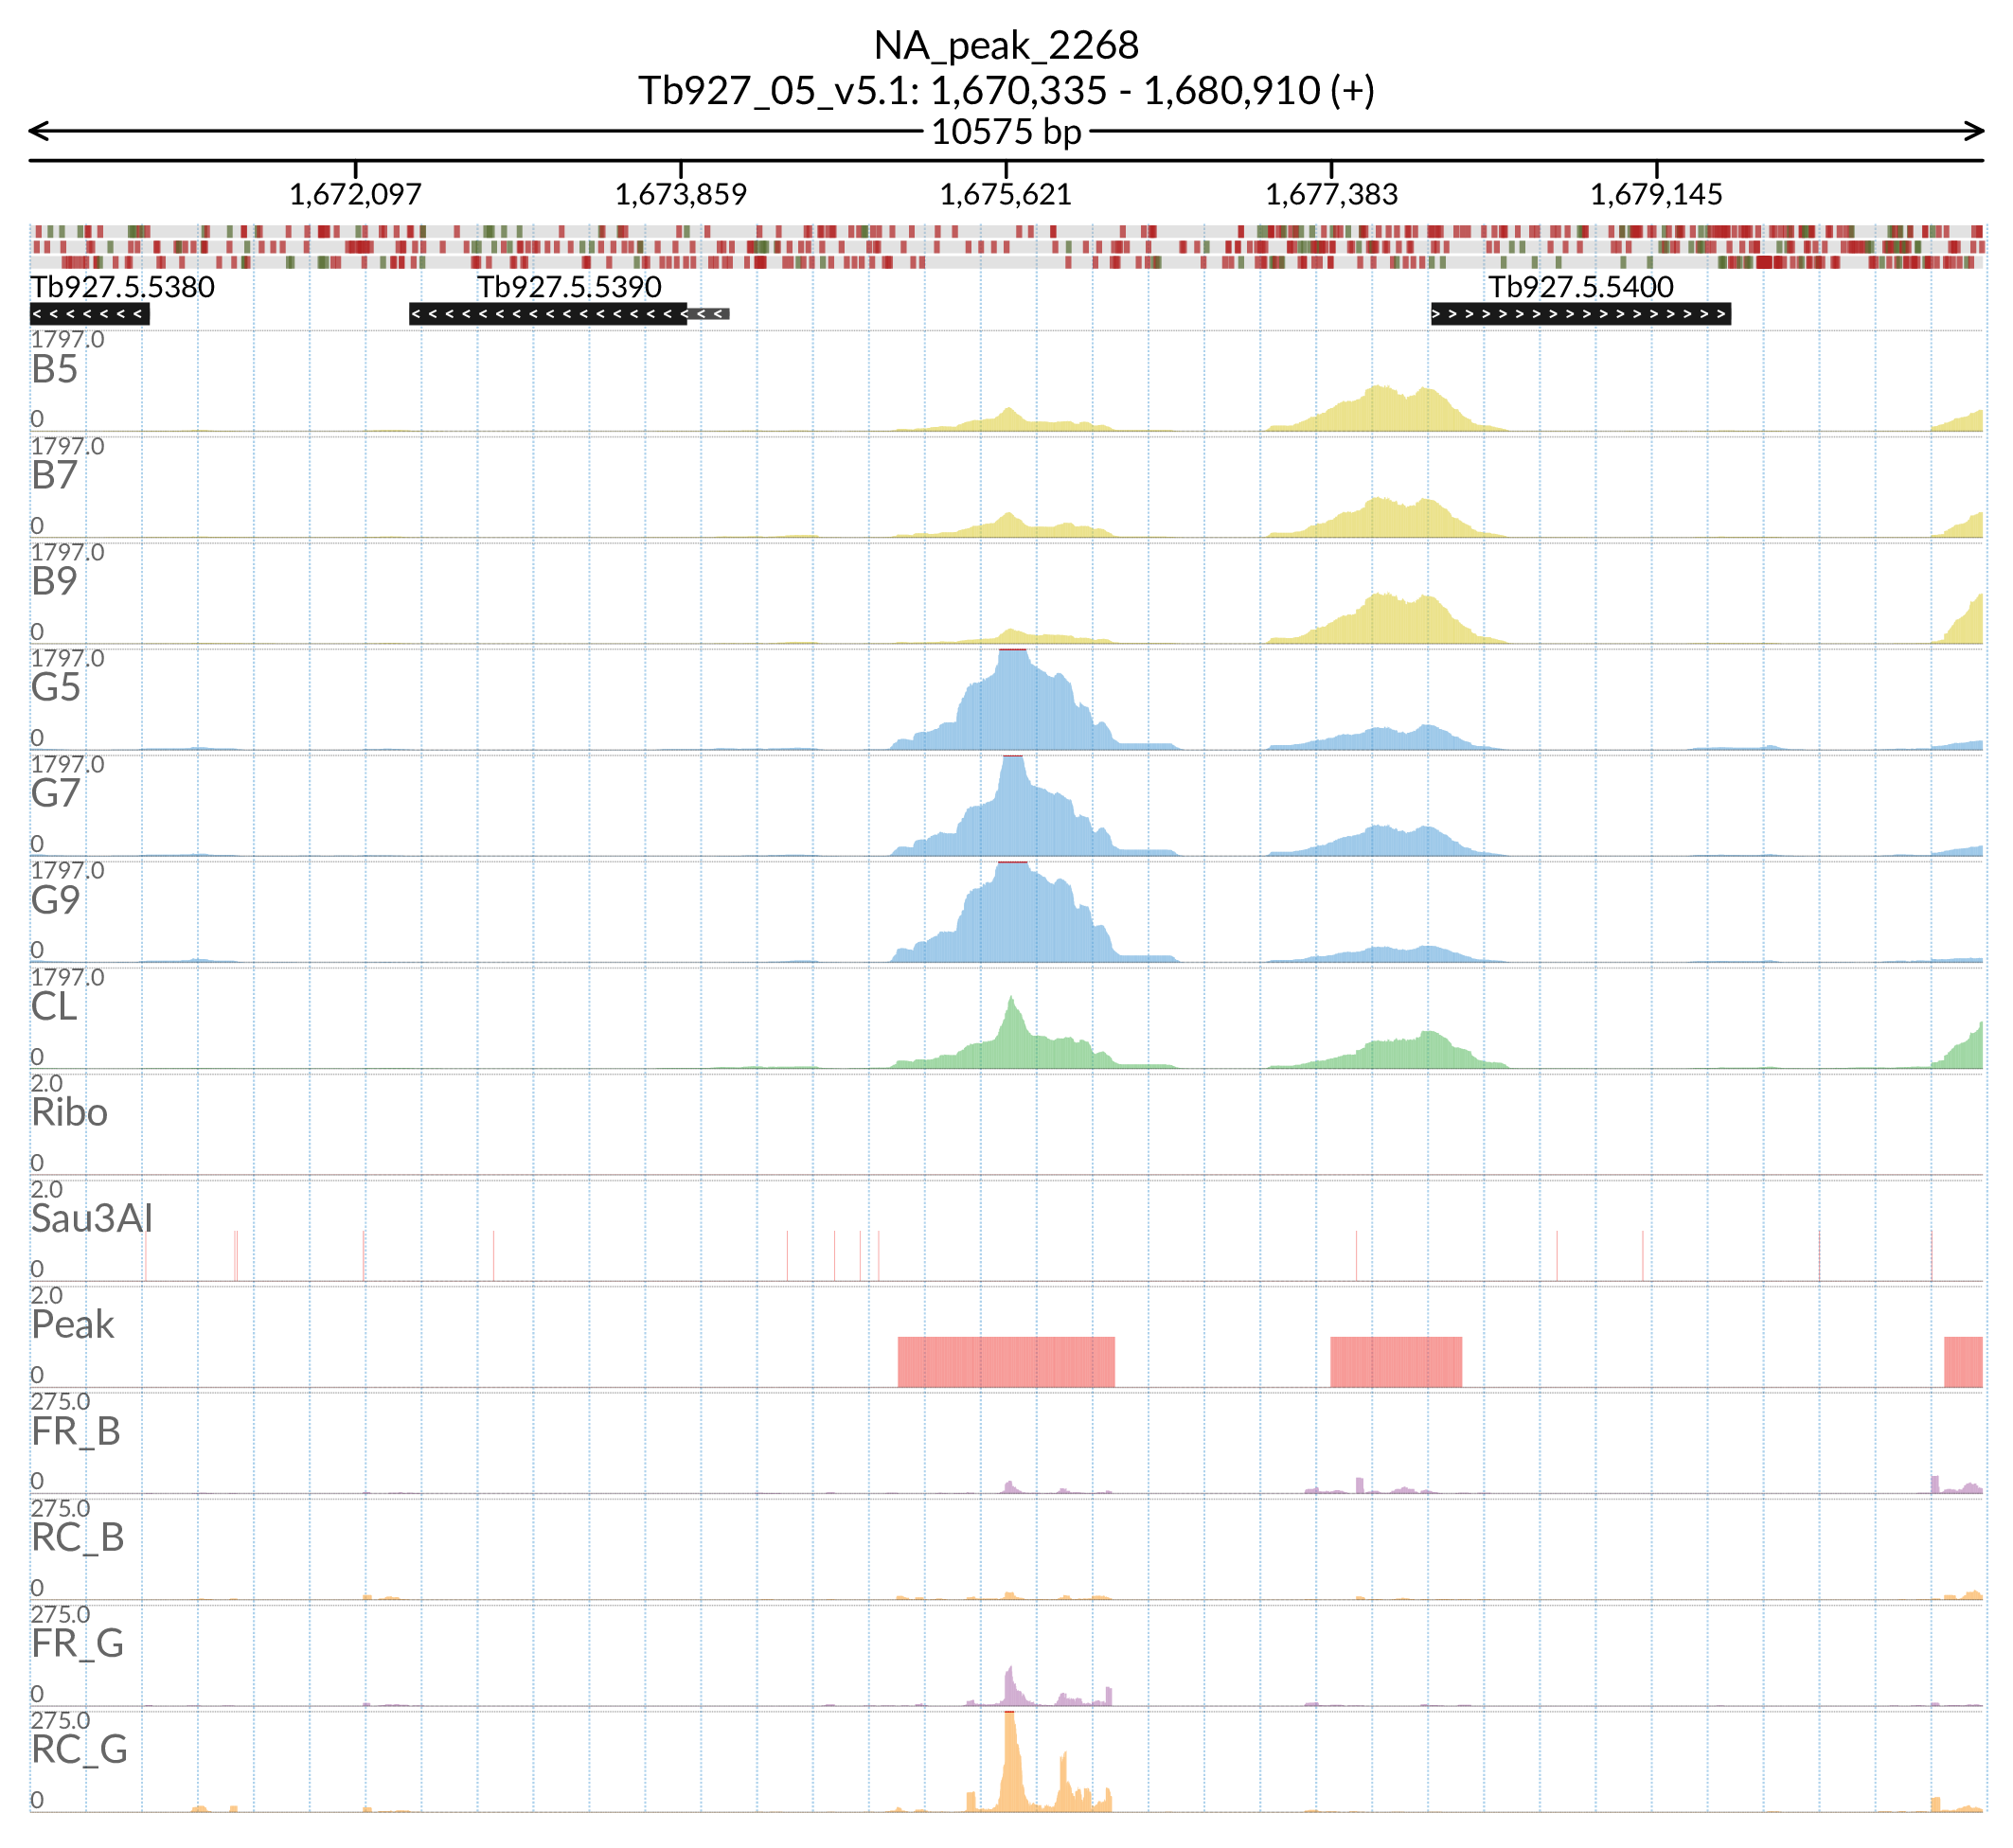 NA_peak_2268
Tb927_05_v5.1: 1,670,335 - 1,680,910 (+)
10575 bp
1,672,097 1,673,859 1,675,621 1,677,383 1,679,145
Tb927.5.5380 Tb927.5.5390 Tb927.5.5400
1797.0
B5
0
1797.0
B7
0
1797.0
B9
0
1797.0
G5
0
1797.0
G7
0
1797.0
G9
0
1797.0
CL
0
2.0
Ribo
0
2.0
Sau3AI
0
2.0
Peak
0
275.0
FR_B
0
275.0
RC_B
0
275.0
FR_G
0
275.0
RC_G
0